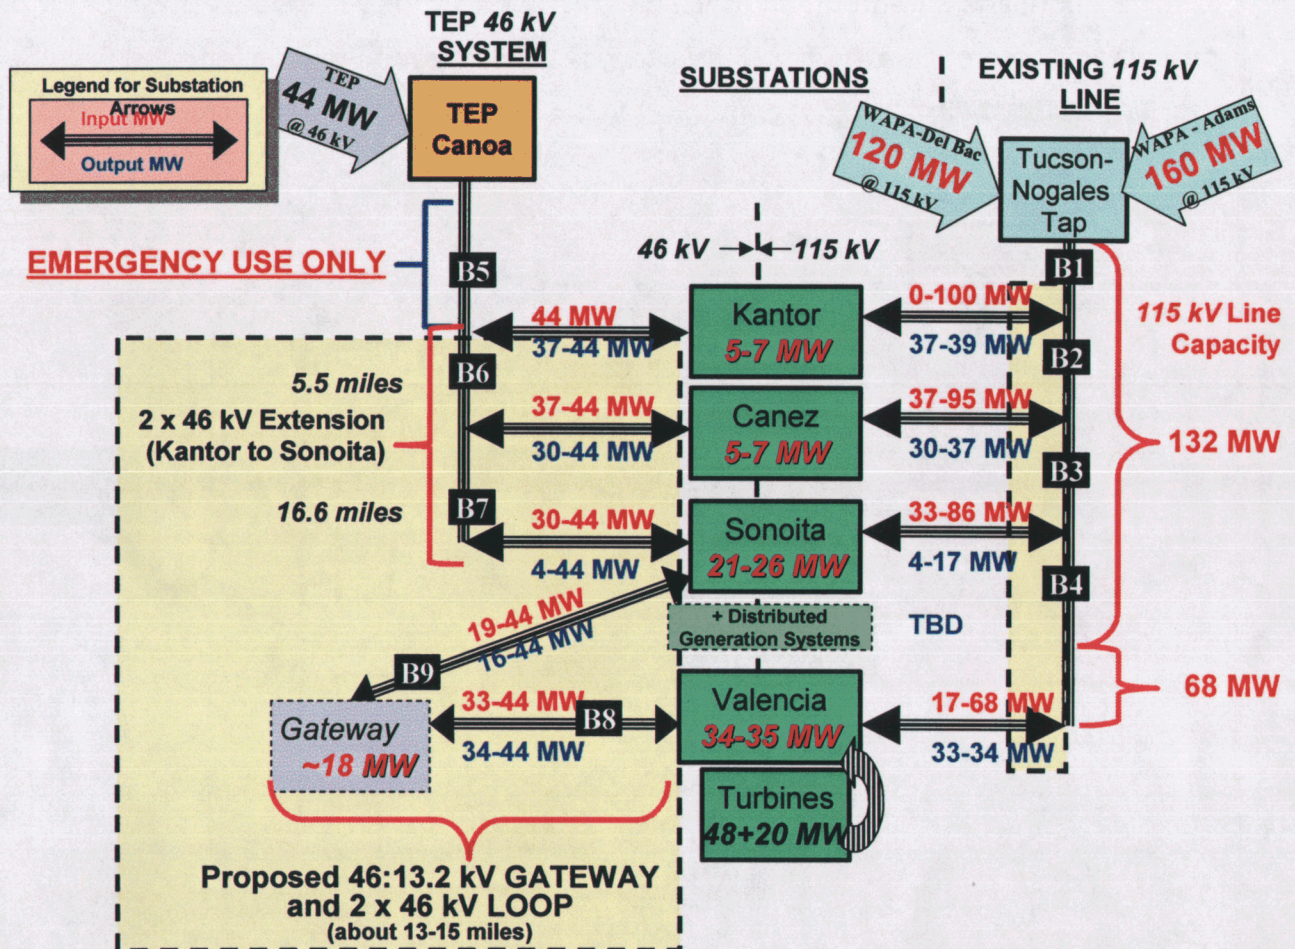 TEP 46 kV
SYSTEM
Legend for Substation
Arrows
Input MW
Output MW
TEP
44 MW
@ 46 kV
TEP
Canoa
SUBSTATIONS
EXISTING 115 kV
LINE
WAPA-Del Bac
120 MW
@ 115 kV
Tucson-
Nogales
Tap
WAPA - Adams
160 MW
@ 115 kV
EMERGENCY USE ONLY
B5
46 kV
115 kV
B1
44 MW
37-44 MW
Kantor
5-7 MW
0-100 MW
37-39 MW
115 kV Line
Capacity
5.5 miles
B6
B2
2 x 46 kV Extension
(Kantor to Sonoita)
37-44 MW
30-44 MW
Canez
5-7 MW
37-95 MW
30-37 MW
132 MW
B3
16.6 miles
B7
30-44 MW
4-44 MW
Sonoita
21-26 MW
33-86 MW
4-17 MW
B4
19-44 MW
16-44 MW
+ Distributed
Generation Systems
TBD
B9
Gateway
~18 MW
33-44 MW
B8
34-44 MW
Valencia
34-35 MW
17-68 MW
33-34 MW
68 MW
Turbines
48+20 MW
Proposed 46:13.2 kV GATEWAY
and 2 x 46 kV LOOP
(about 13-15 miles)